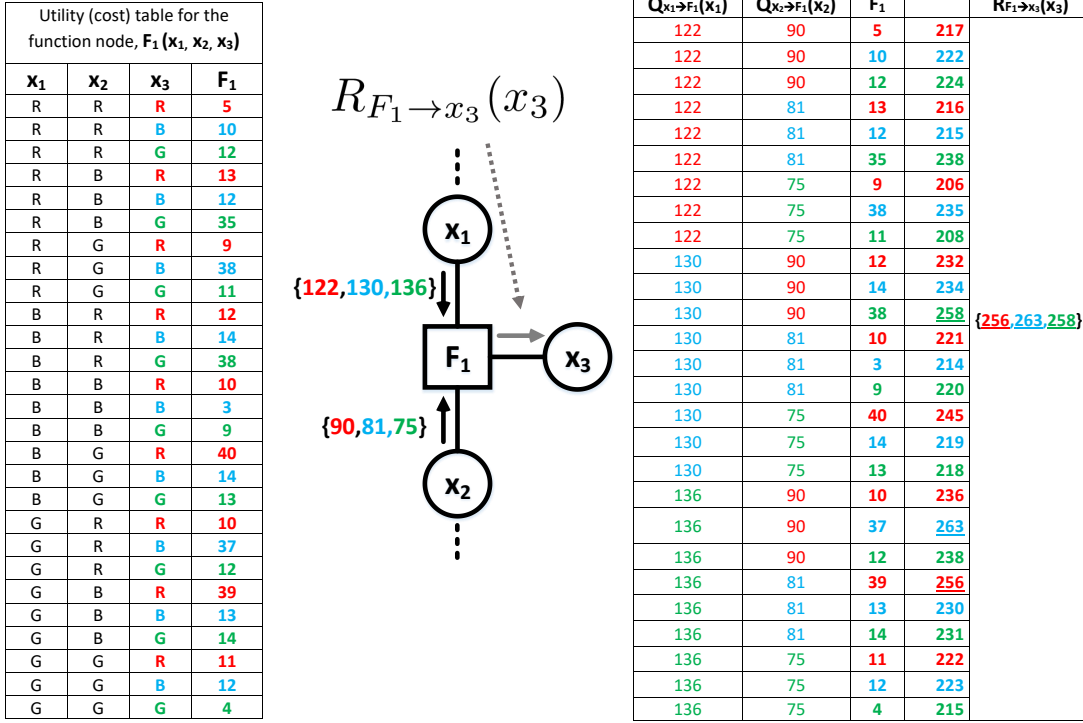 Utility (cost) table for the
function node, F₁ (x₁, x₂, x₃)
x₁ x₂ x₃ F₁
R R R 5
R R B 10
R R G 12
R B R 13
R B B 12
R B G 35
R G R 9
R G B 38
R G G 11
B R R 12
B R B 14
B R G 38
B B R 10
B B B 3
B B G 9
B G R 40
B G B 14
B G G 13
G R R 10
G R B 37
G R G 12
G B R 39
G B B 13
G B G 14
G G R 11
G G B 12
G G G 4
R_{F₁→x₃}(x₃)
x₁
{122,130,136}
F₁
x₃
{90,81,75}
x₂
Q_{x₁→F₁}(x₁) Q_{x₂→F₁}(x₂) F₁ R_{F₁→x₃}(x₃)
122 90 5 217
122 90 10 222
122 90 12 224
122 81 13 216
122 81 12 215
122 81 35 238
122 75 9 206
122 75 38 235
122 75 11 208
130 90 12 232
130 90 14 234
130 90 38 258
130 81 10 221
130 81 3 214
130 81 9 220
130 75 40 245
130 75 14 219
130 75 13 218
136 90 10 236
136 90 37 263
136 90 12 238
136 81 39 256
136 81 13 230
136 81 14 231
136 75 11 222
136 75 12 223
136 75 4 215
{256,263,258}